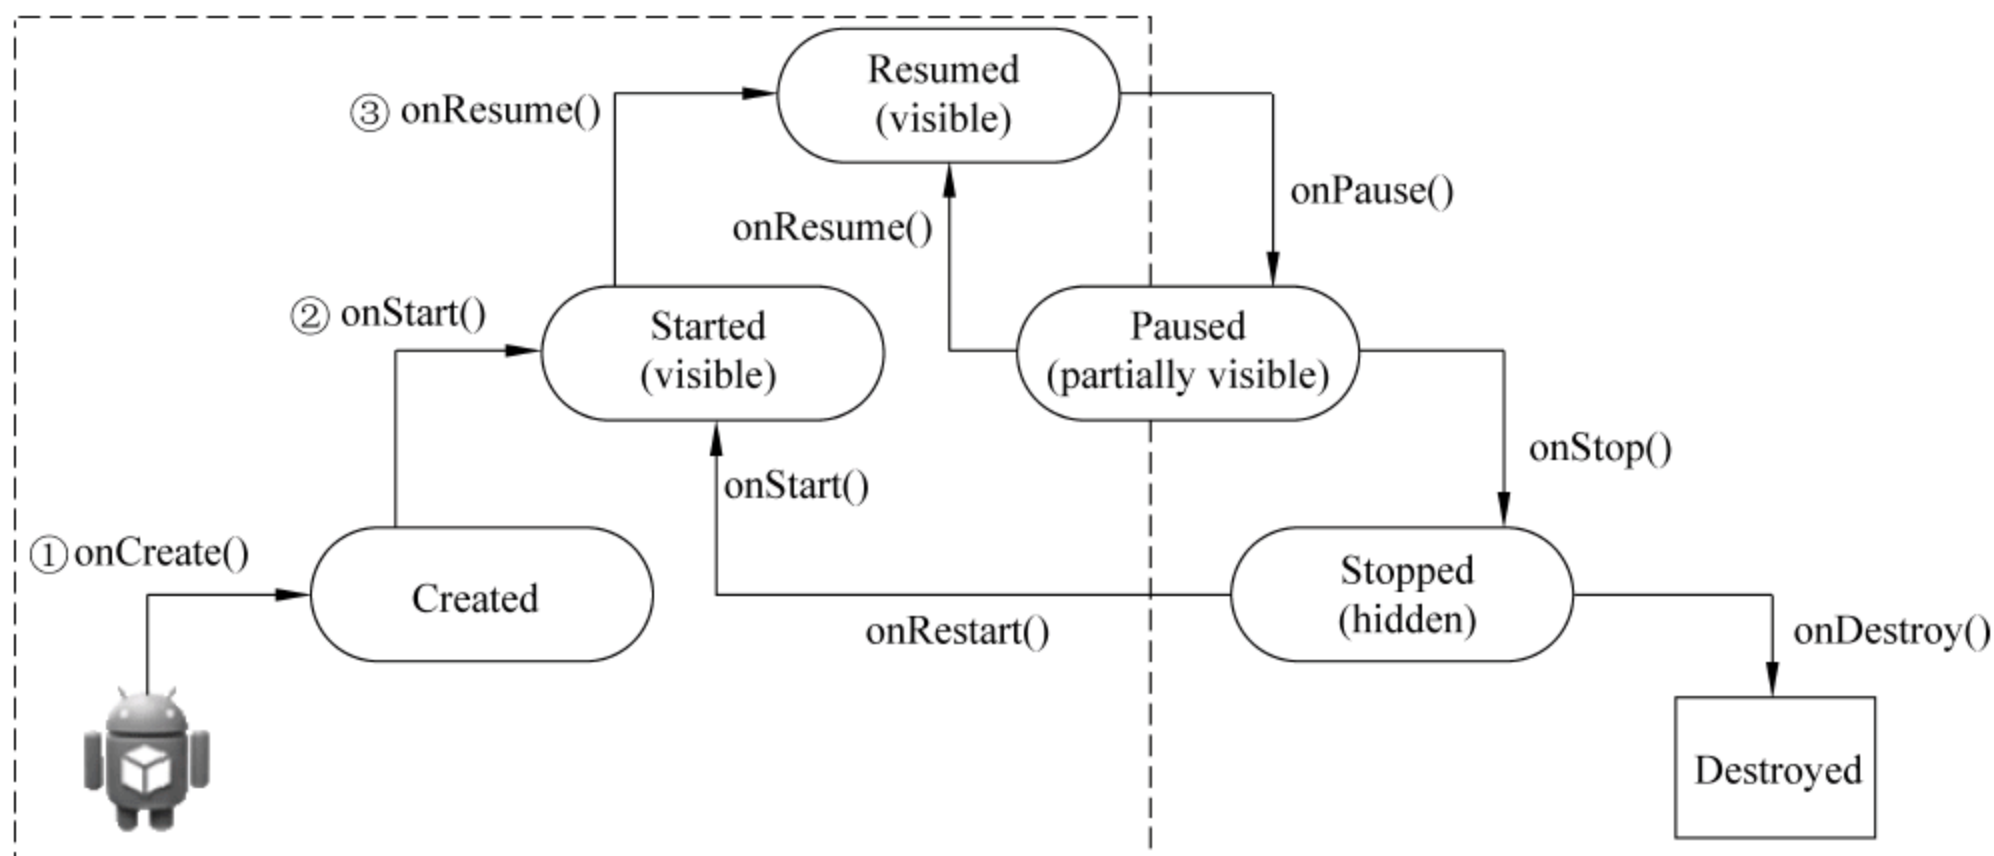 Resumed
(visible)
③ onResume()
onPause()
onResume()
② onStart()
Started
(visible)
Paused
(partially visible)
onStop()
onStart()
① onCreate()
Created
Stopped
(hidden)
onRestart()
onDestroy()
Destroyed